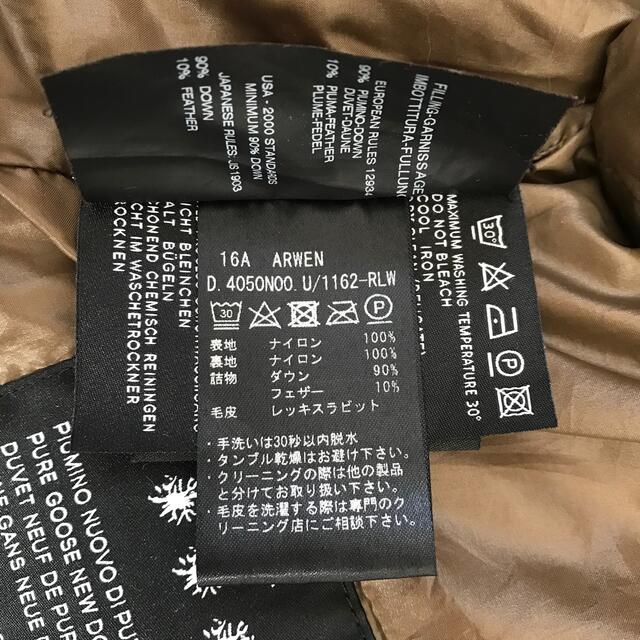 FILLING-GARNISSAGE
IMBOTTITURA-FULLUNG
EUROPEAN RULES 12934
90% PIUMINO-DOWN
DUVET-DAUNE
10% PIUMA-FEATHER
PLUME-FEDEL
USA - 2000 STANDARDS
MINIMUM 90% DOWN
JAPANESE RULES JIS1903
90% DOWN
10% FEATHER
30°
MAXIMUM WASHING TEMPERATURE 30°
DO NOT BLEACH
COOL IRON
ICHT BLEICHEN
ALT BÜGELN
HONEND CHEMISCH REINIGEN
CHT IM WASCHETROCKNER
TROCKNEN
16A ARWEN
D.4050N00.U/1162-RLW
30
P
表地 ナイロン 100%
裏地 ナイロン 100%
詰物 ダウン 90%
フェザー 10%
毛皮 レッキスラビット
・手洗いは30秒以内脱水
・タンブル乾燥はお避け下さい。
・クリーニングの際は他の製品
と分けてお取り扱い下さい。
・毛皮を洗濯する際は専門のク
リーニング店にご相談下さい。
PIUMINO NUOVO DI PU
PURE GOOSE NEW DO
DUVET NEUF DE PUR
GANS NEUE